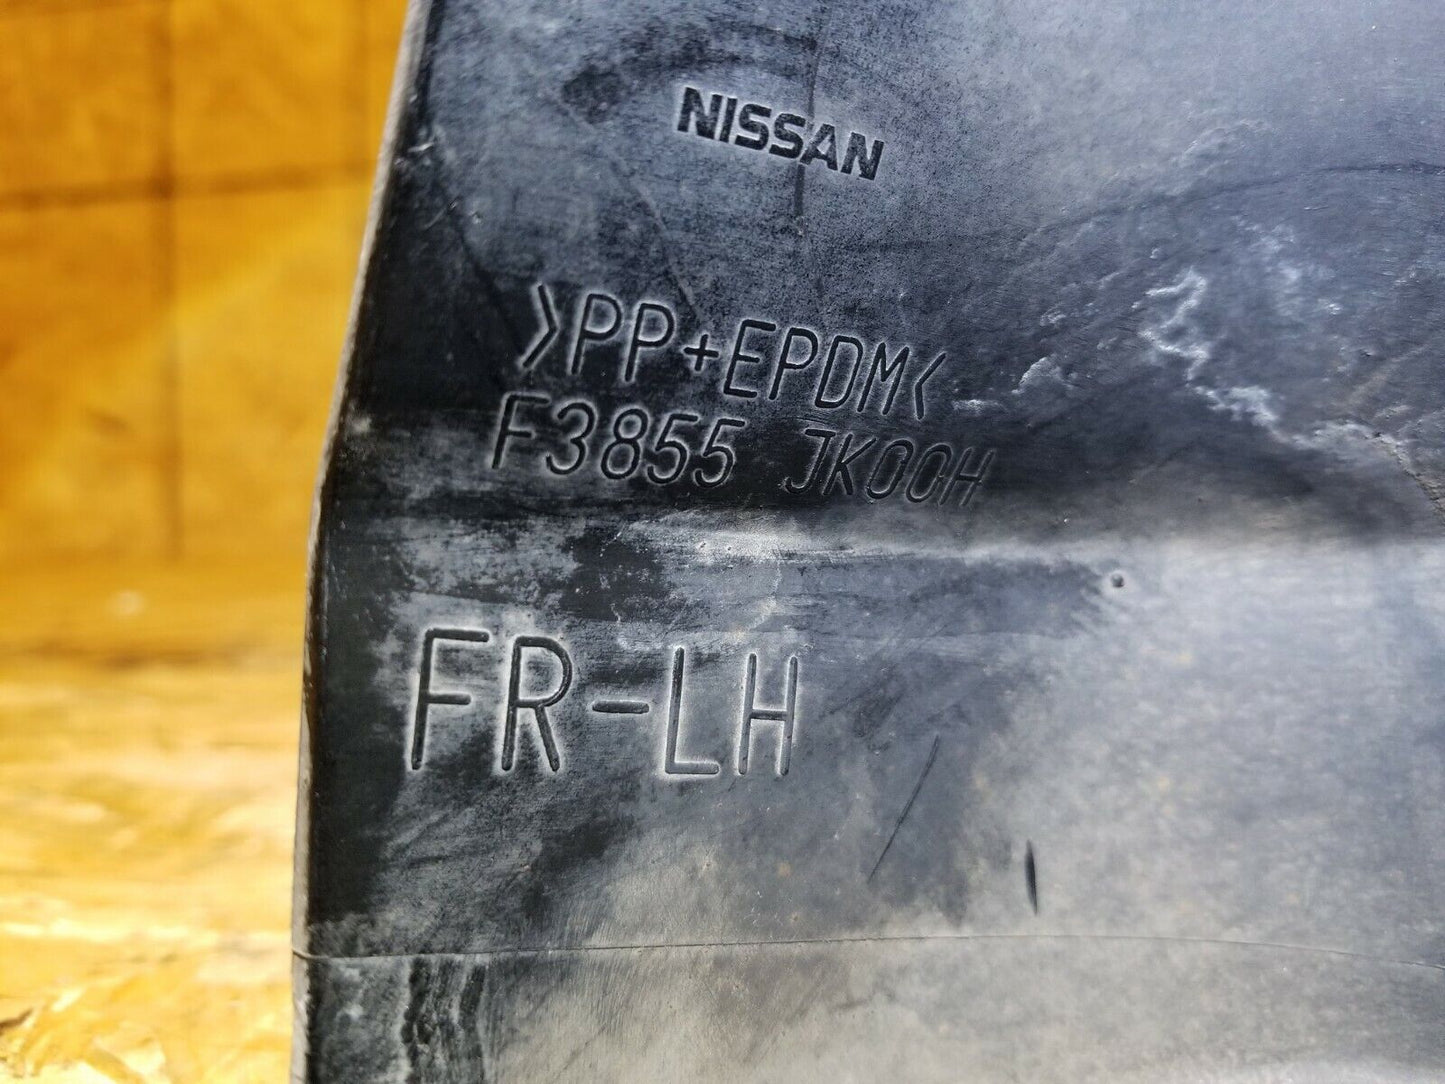 NISSAN
>PP+EPDM<
F3855 JK00H
FR-LH